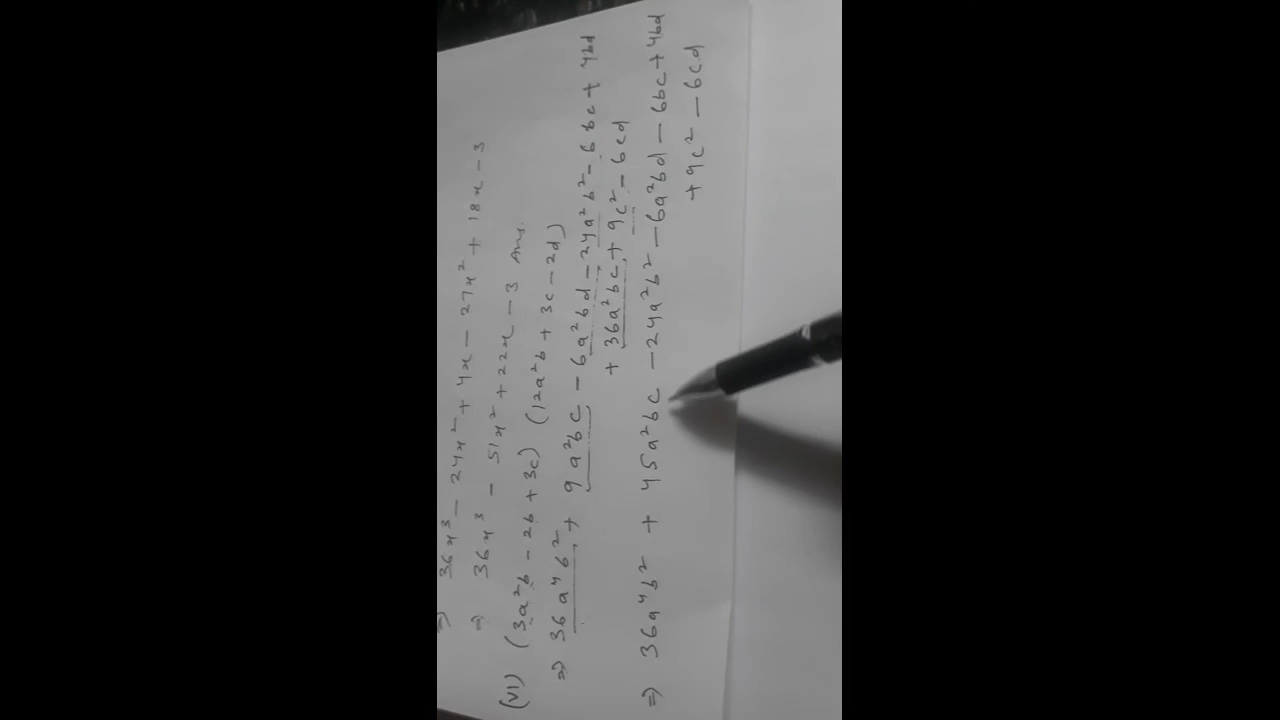 ⇒ 36x³ − 24x² + 4x − 27x² + 18x − 3
⇒ 36x³ − 51x² + 22x − 3 Ans.
(VI) (3a²b − 2b + 3c) (12a²b + 3c − 2d)
⇒ 36a⁴b² + 9a²bc − 6a²bd − 24a²b² − 6bc + 4bd
+ 36a²bc + 9c² − 6cd
⇒ 36a⁴b² + 45a²bc − 24a²b² − 6a²bd − 6bc + 4bd
+ 9c² − 6cd